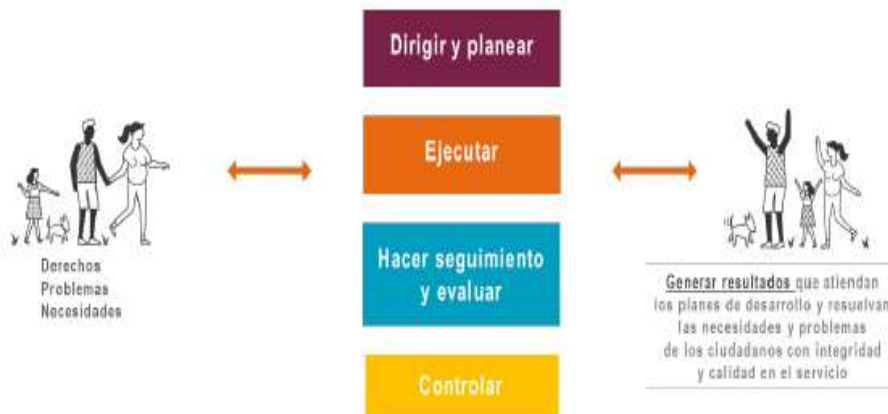 Dirigir y planear
Ejecutar
Hacer seguimiento
y evaluar
Controlar
Derechos
Problemas
Necesidades
Generar resultados que atiendan
los planes de desarrollo y resuelvan
las necesidades y problemas
de los ciudadanos con integridad
y calidad en el servicio